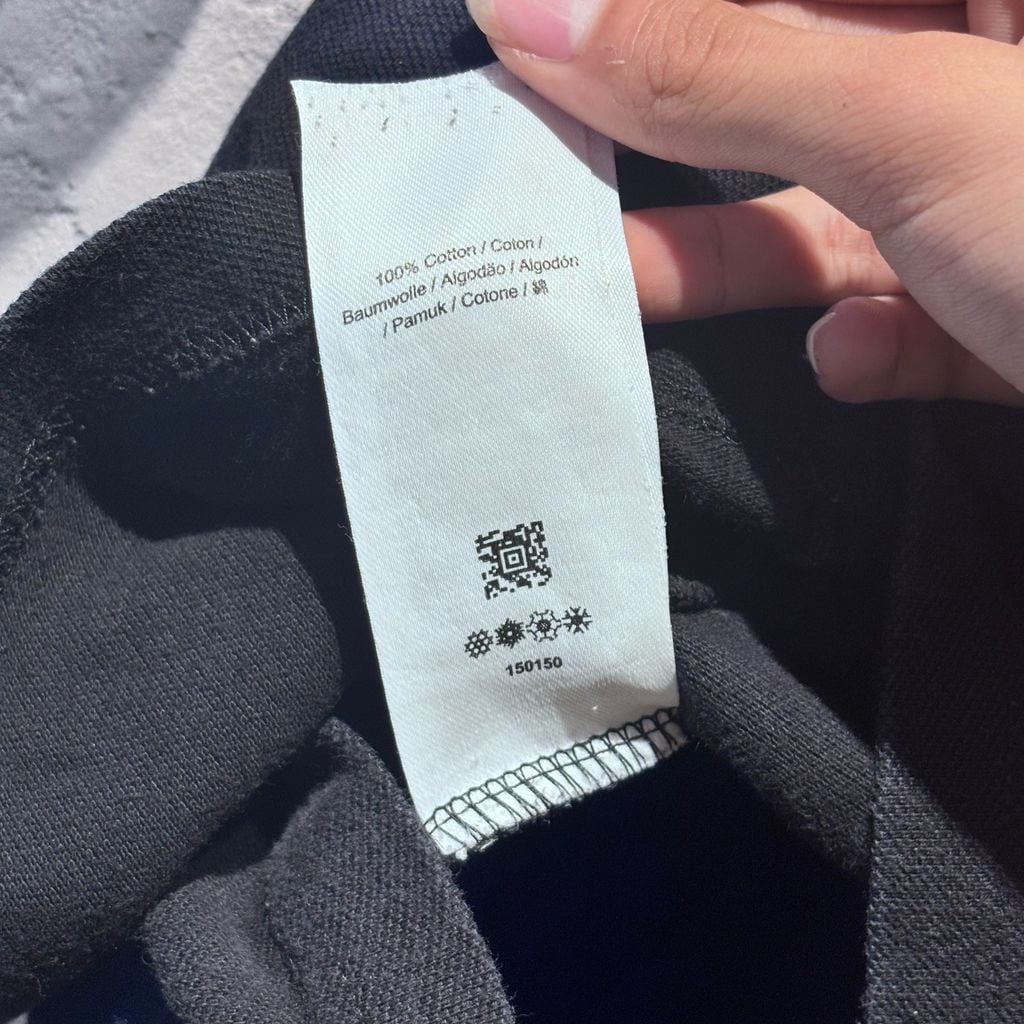 100% Cotton / Coton /
Baumwolle / Algodão / Algodón
/ Pamuk / Cotone / 綿
150150